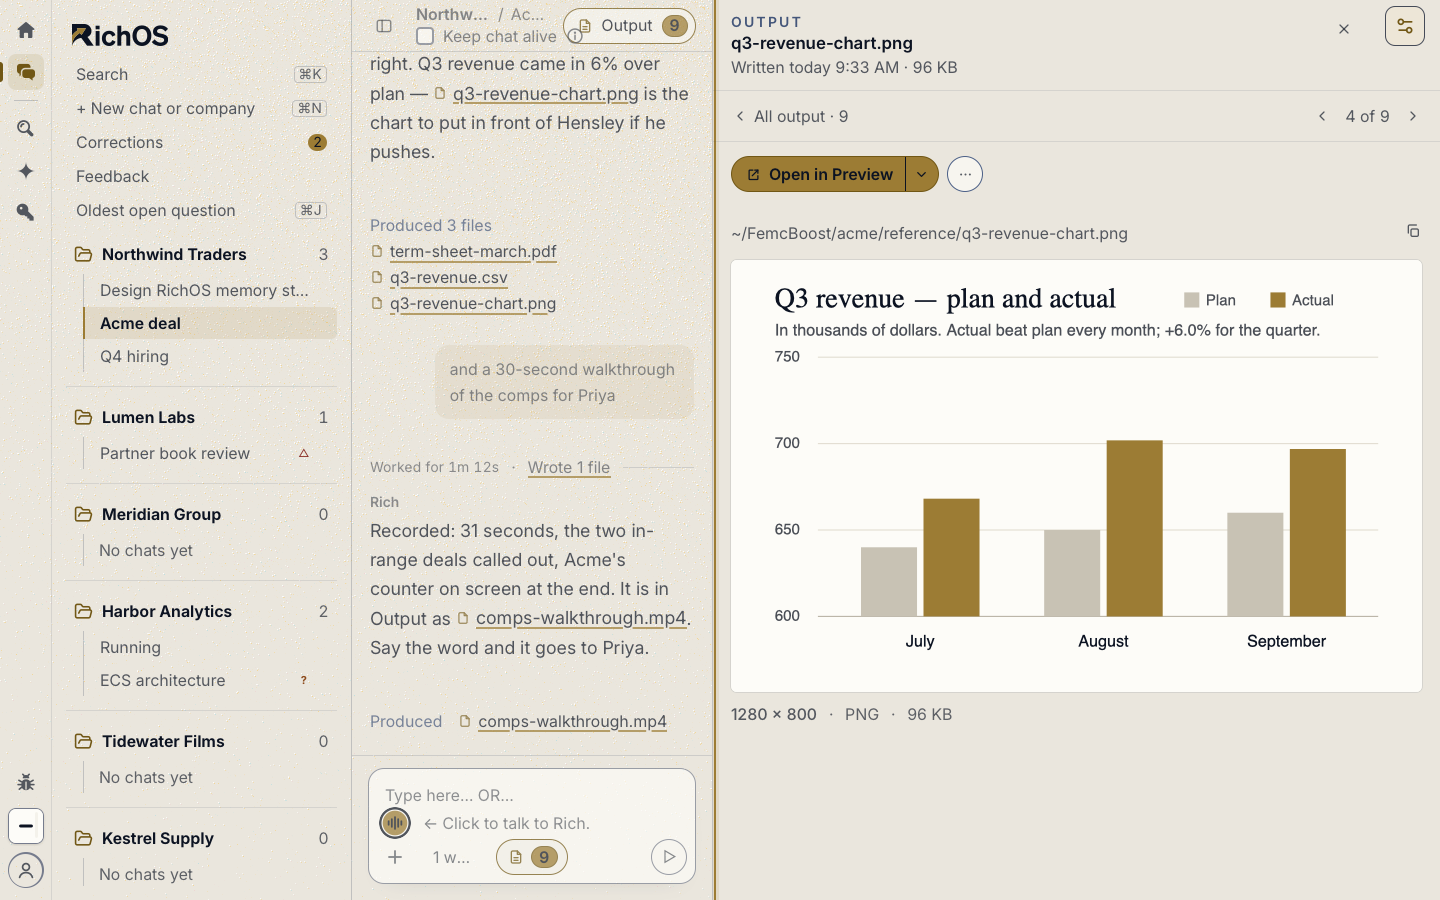 RichOS
Search ⌘K
+ New chat or company ⌘N
Corrections 2
Feedback
Oldest open question ⌘J
Northwind Traders 3
Design RichOS memory st...
Acme deal
Q4 hiring
Lumen Labs 1
Partner book review
Meridian Group 0
No chats yet
Harbor Analytics 2
Running
ECS architecture ?
Tidewater Films 0
No chats yet
Kestrel Supply 0
No chats yet
Northw... / Ac...
Keep chat alive
Output 9
right. Q3 revenue came in 6% over
plan — q3-revenue-chart.png is the
chart to put in front of Hensley if he
pushes.
Produced 3 files
term-sheet-march.pdf
q3-revenue.csv
q3-revenue-chart.png
and a 30-second walkthrough
of the comps for Priya
Worked for 1m 12s · Wrote 1 file
Rich
Recorded: 31 seconds, the two in-
range deals called out, Acme's
counter on screen at the end. It is in
Output as comps-walkthrough.mp4.
Say the word and it goes to Priya.
Produced comps-walkthrough.mp4
Type here... OR...
← Click to talk to Rich.
1 w... 9
OUTPUT
q3-revenue-chart.png
Written today 9:33 AM · 96 KB
All output · 9
4 of 9
Open in Preview
~/FemcBoost/acme/reference/q3-revenue-chart.png
Q3 revenue — plan and actual
Plan Actual
In thousands of dollars. Actual beat plan every month; +6.0% for the quarter.
750
700
650
600
July August September
1280 × 800 · PNG · 96 KB